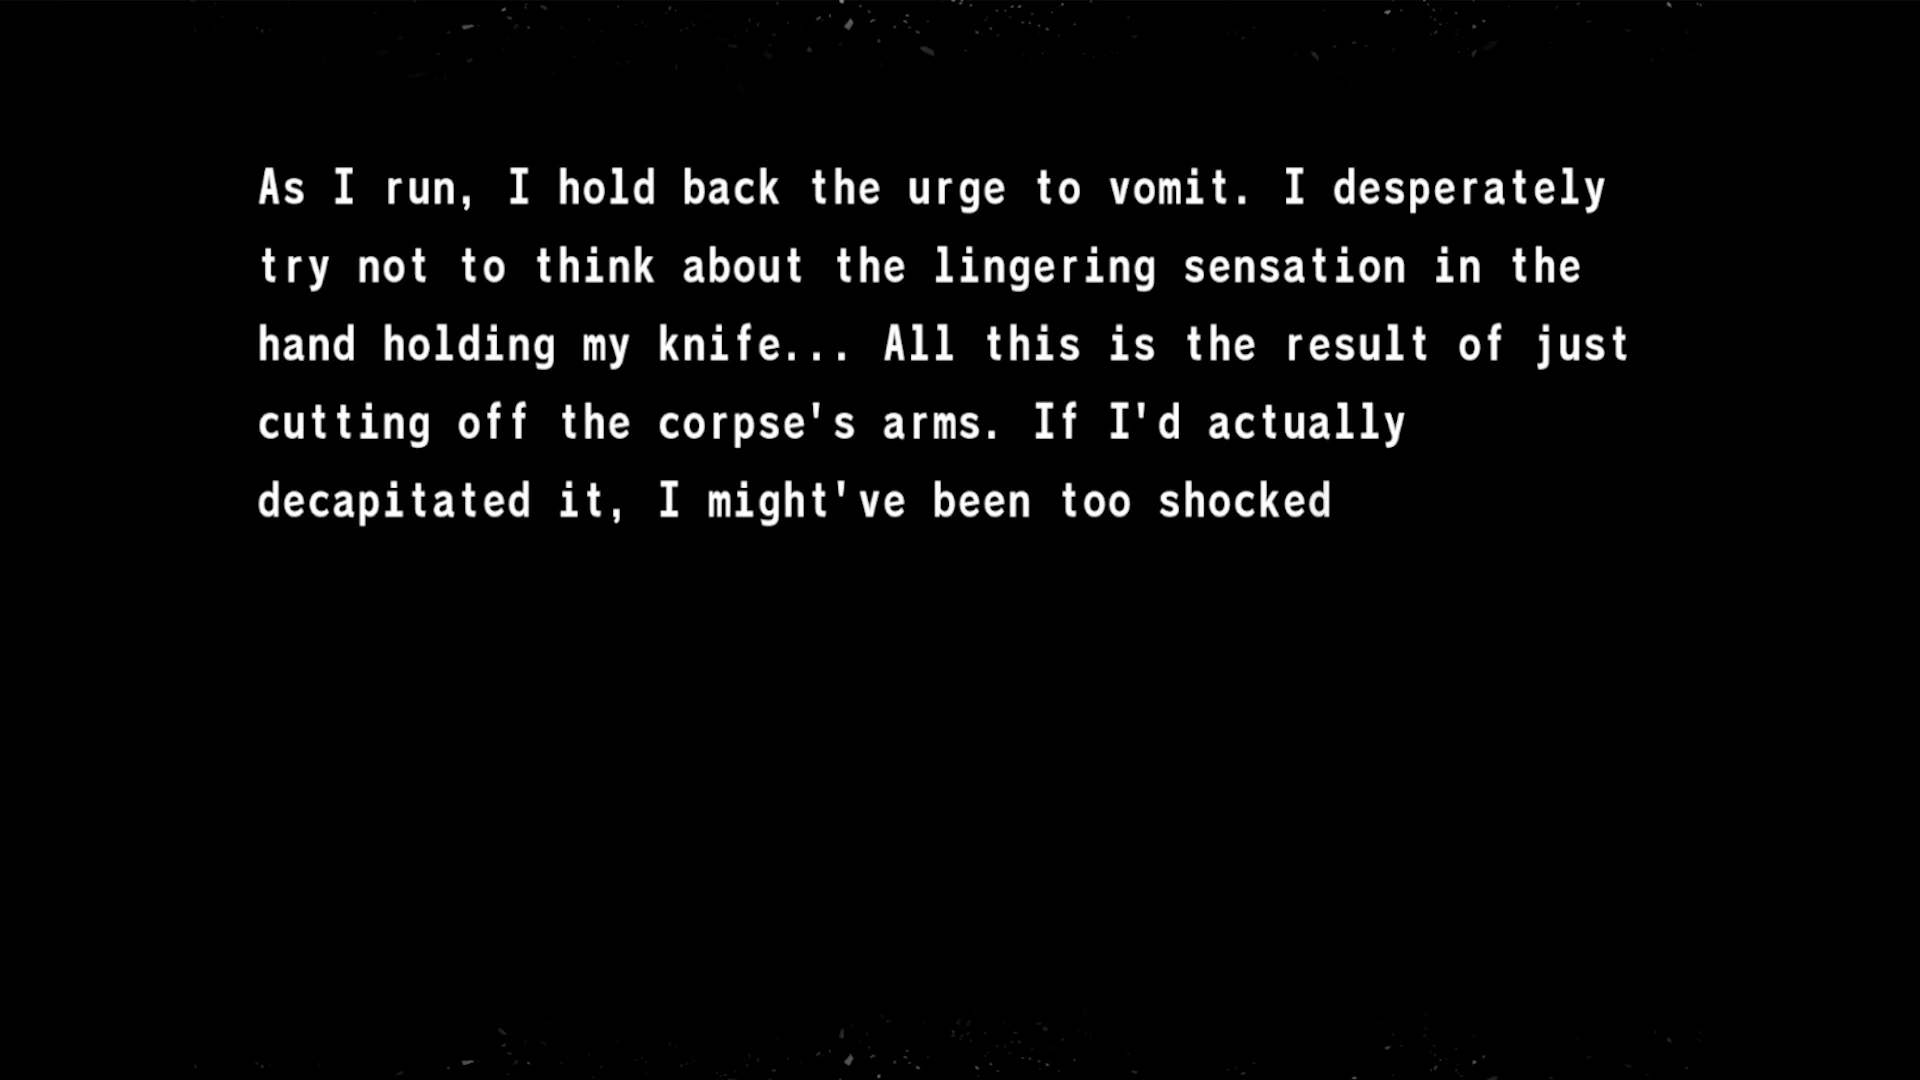 As I run, I hold back the urge to vomit. I desperately
try not to think about the lingering sensation in the
hand holding my knife... All this is the result of just
cutting off the corpse's arms. If I'd actually
decapitated it, I might've been too shocked